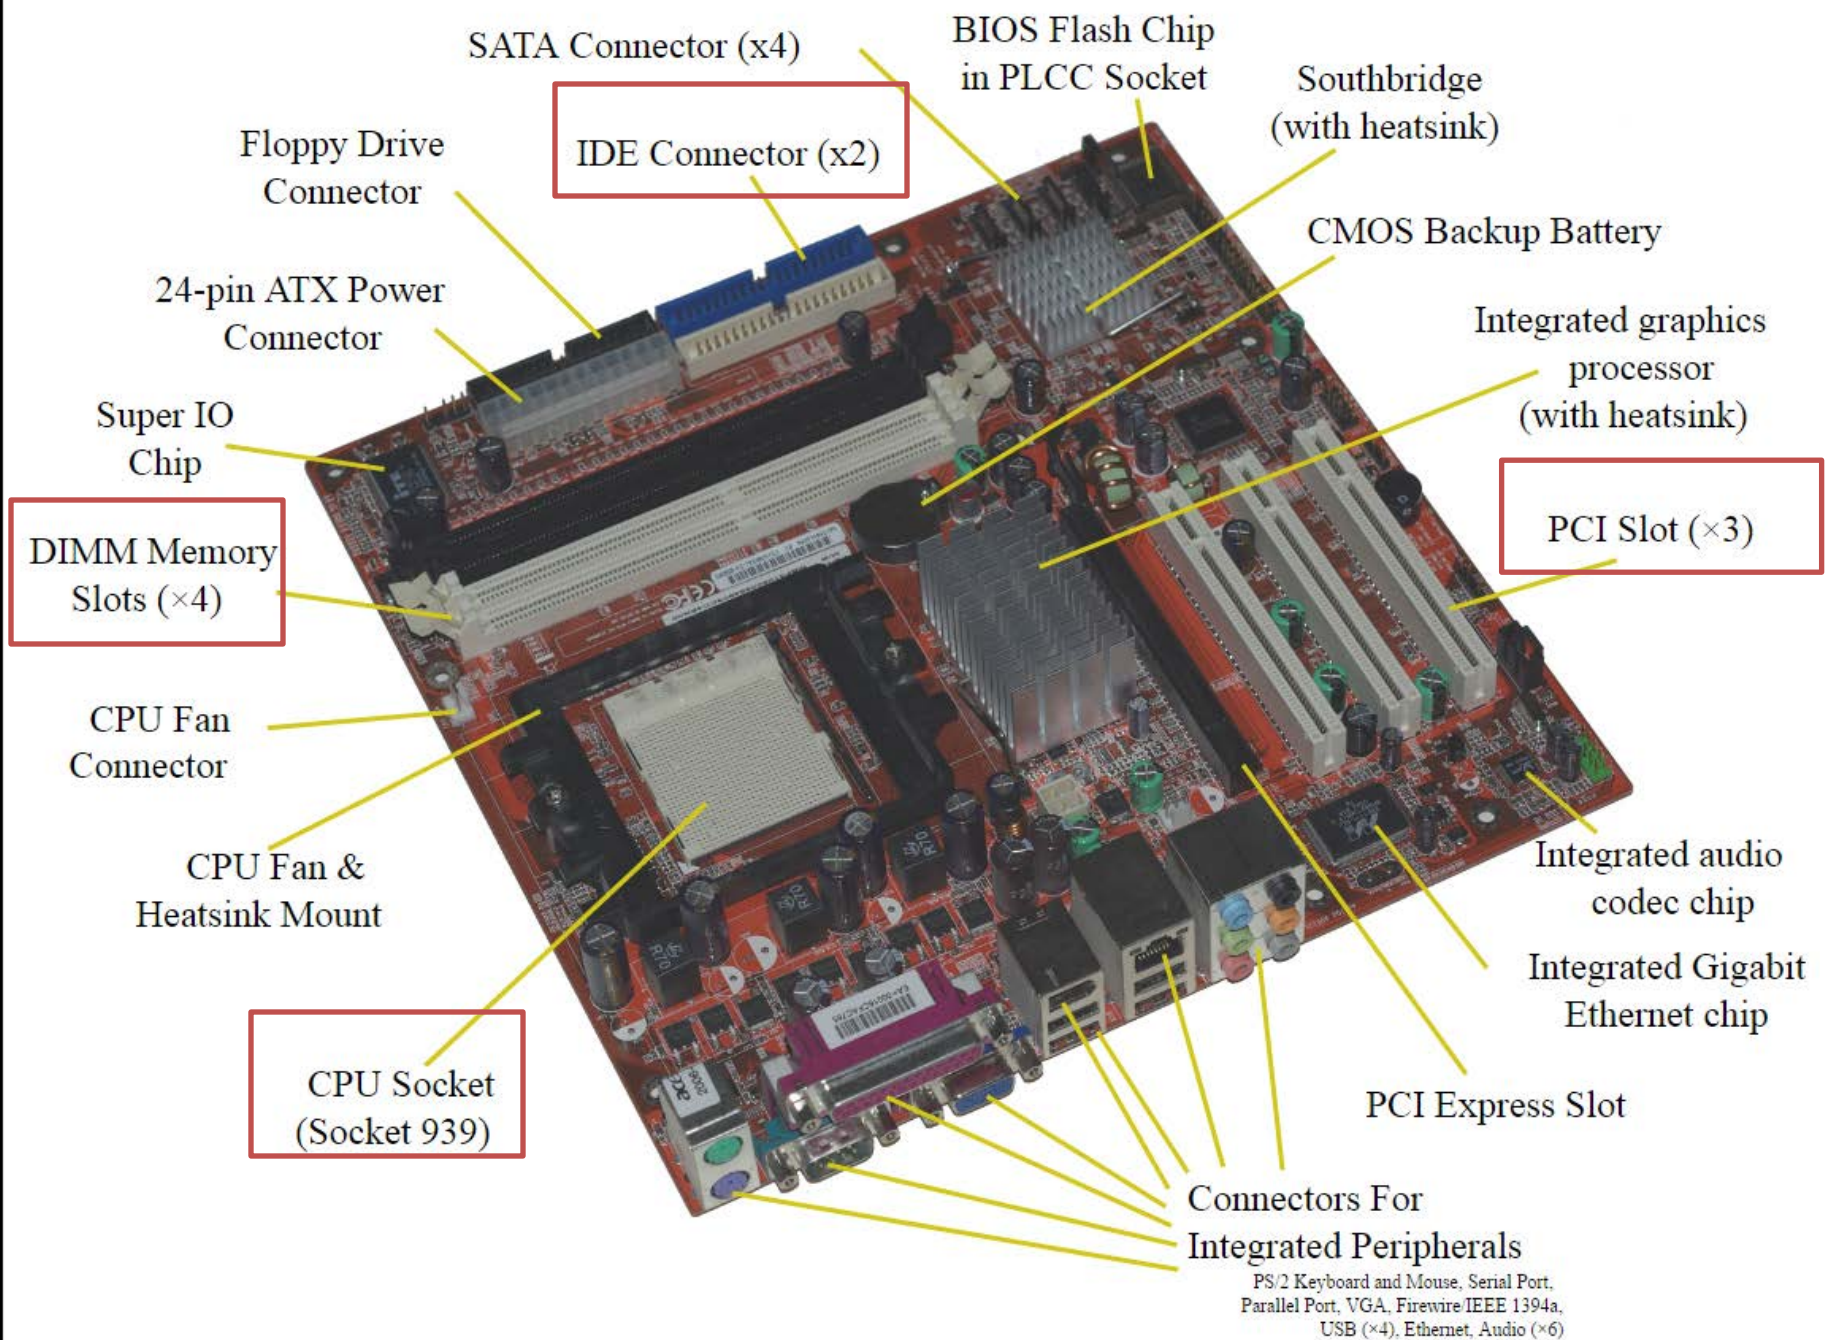 SATA Connector (x4)
BIOS Flash Chip
in PLCC Socket
Southbridge
(with heatsink)
IDE Connector (x2)
Floppy Drive
Connector
CMOS Backup Battery
24-pin ATX Power
Connector
Integrated graphics
processor
(with heatsink)
Super IO
Chip
PCI Slot (×3)
DIMM Memory
Slots (×4)
CPU Fan
Connector
CPU Fan &
Heatsink Mount
Integrated audio
codec chip
Integrated Gigabit
Ethernet chip
CPU Socket
(Socket 939)
PCI Express Slot
Connectors For
Integrated Peripherals
PS/2 Keyboard and Mouse, Serial Port,
Parallel Port, VGA, Firewire/IEEE 1394a,
USB (×4), Ethernet, Audio (×6)
R70
R70
R70